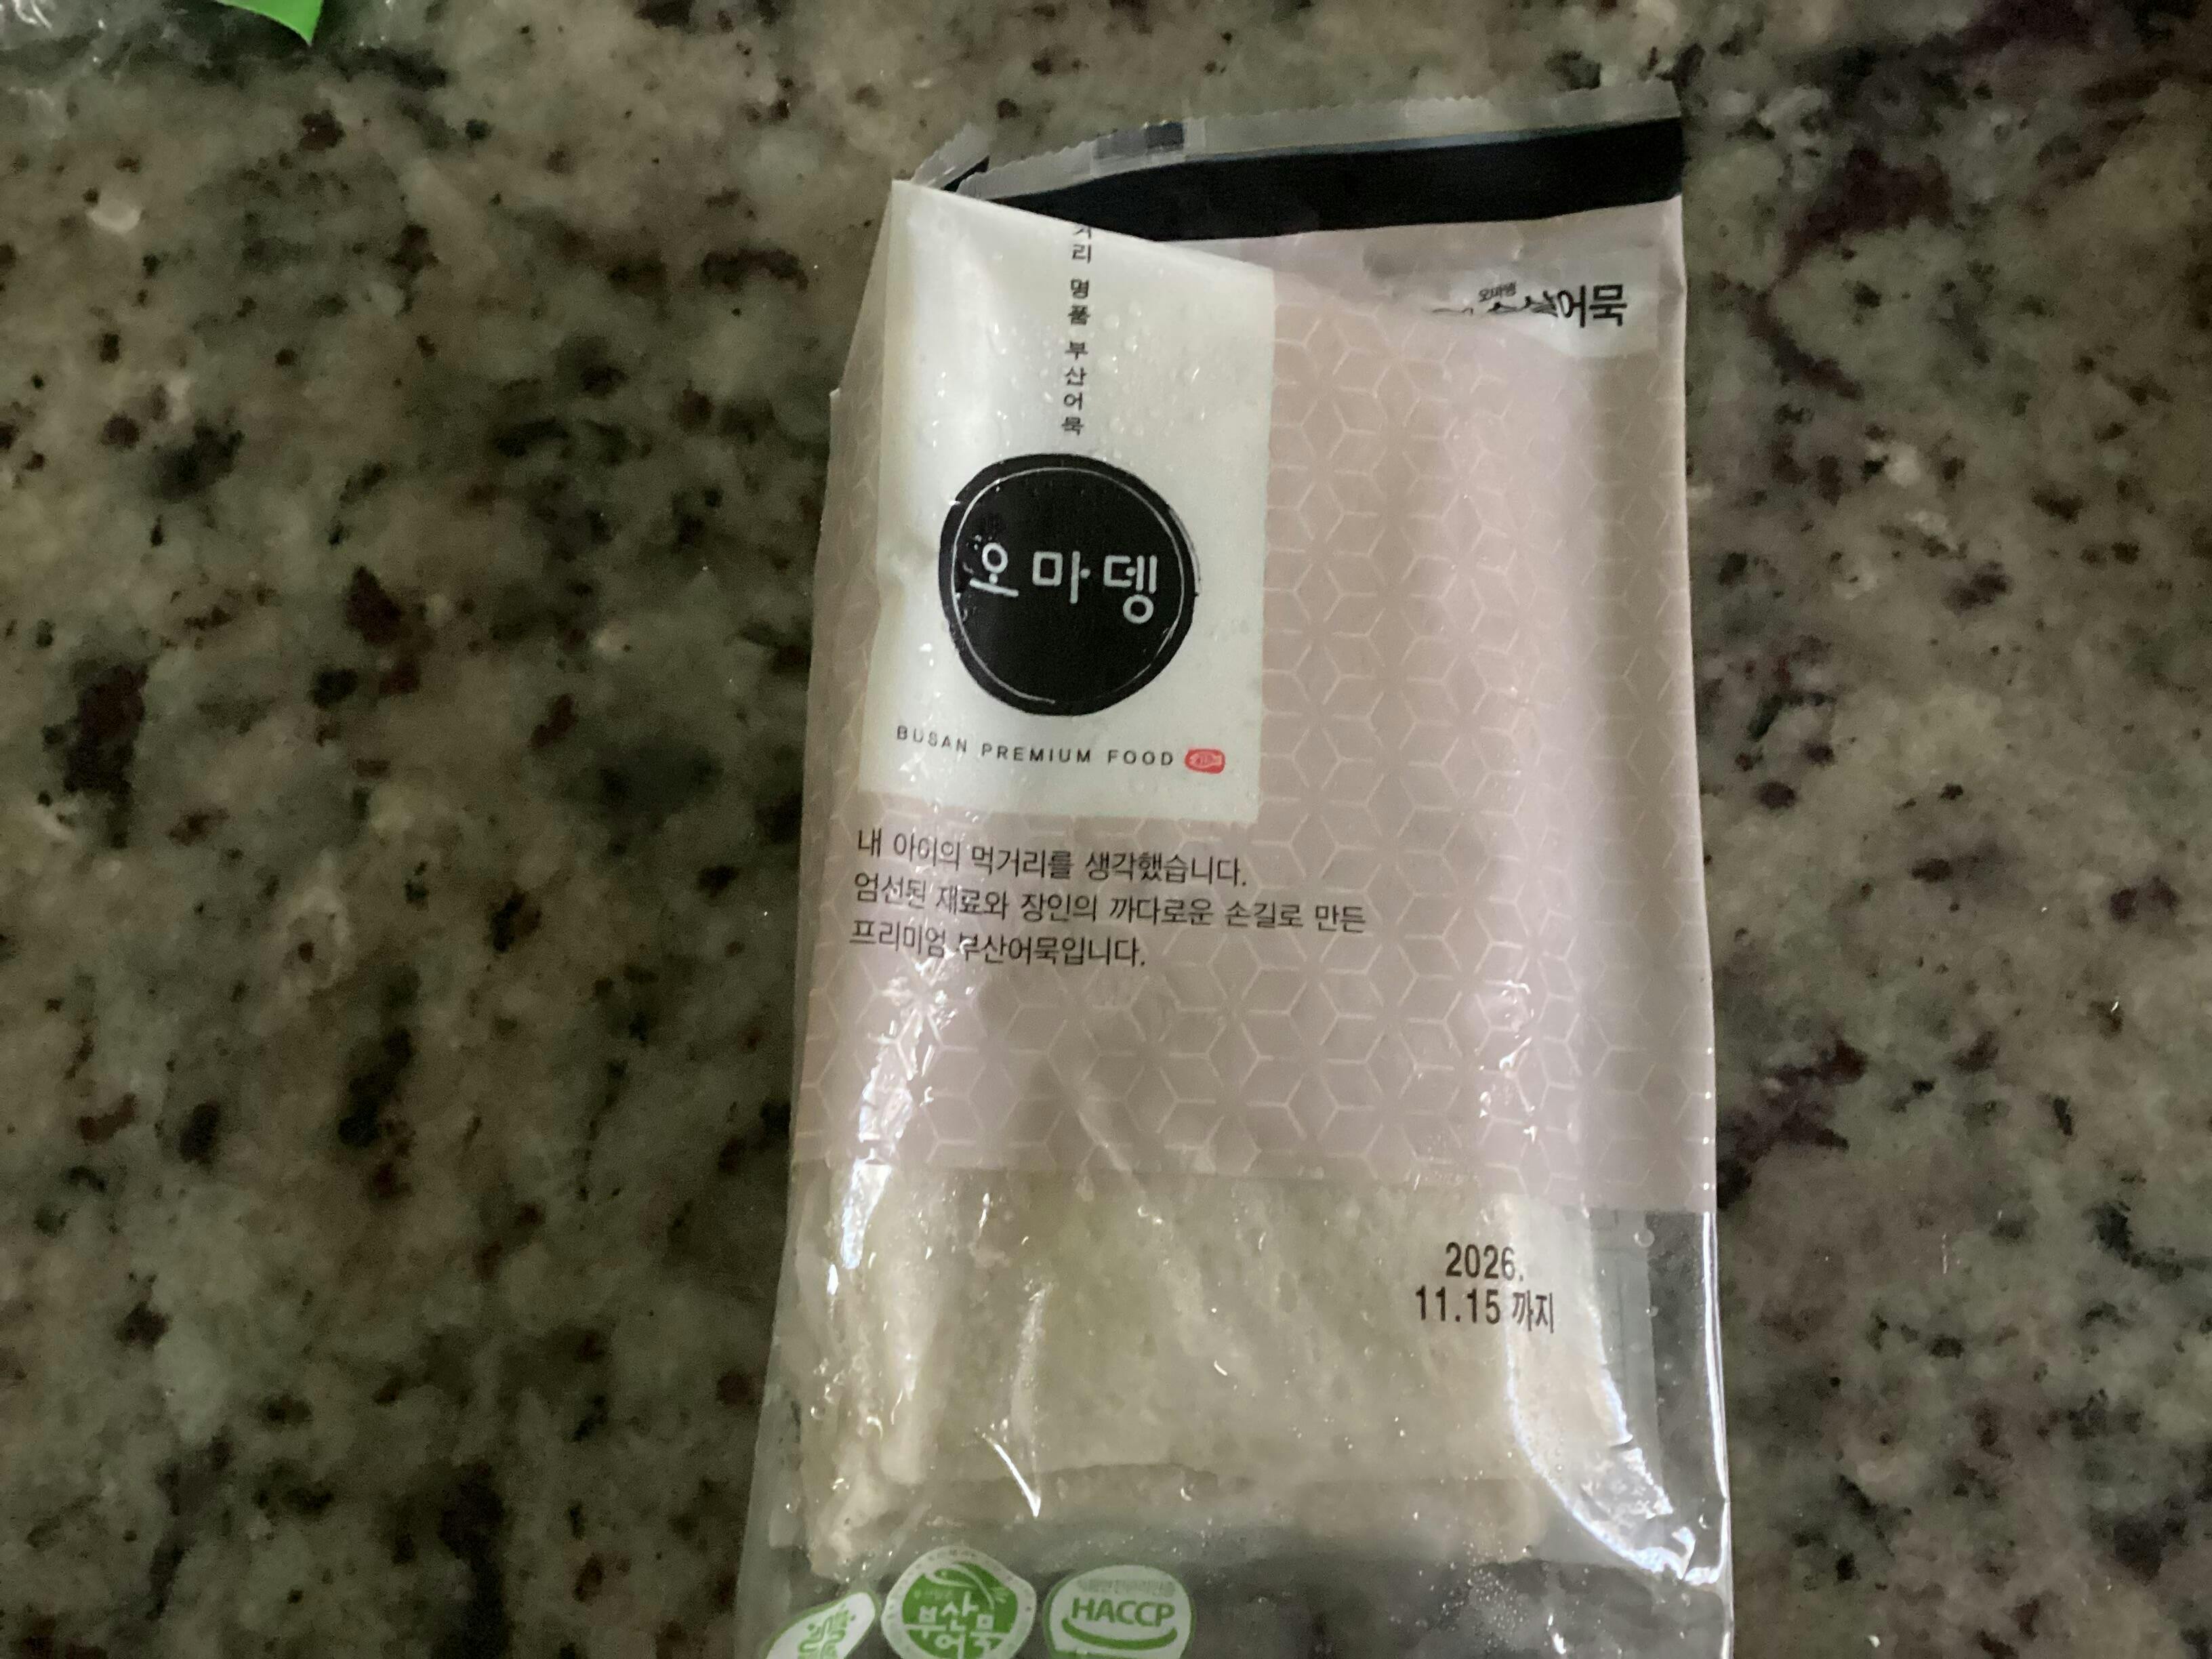 리 명품 부산어묵
오마뎅
어묵
오마뎅
BUSAN PREMIUM FOOD
내 아이의 먹거리를 생각했습니다.
엄선된 재료와 장인의 까다로운 손길로 만든
프리미엄 부산어묵입니다.
2026.
11.15 까지
부산
어묵
HACCP